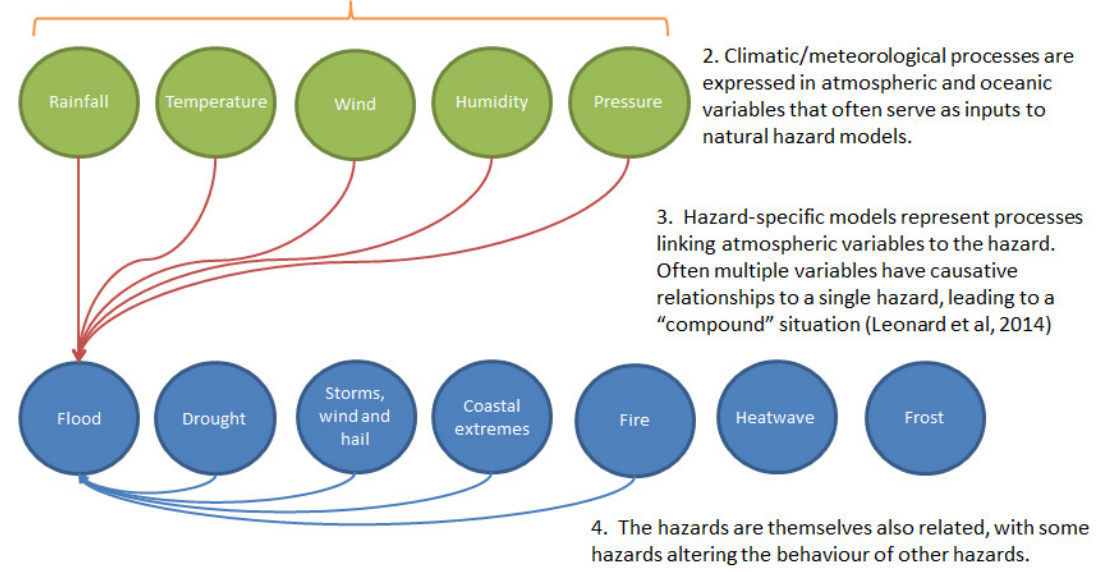 Rainfall
Temperature
Wind
Humidity
Pressure
2. Climatic/meteorological processes are
expressed in atmospheric and oceanic
variables that often serve as inputs to
natural hazard models.
3.  Hazard-specific models represent processes
linking atmospheric variables to the hazard.
Often multiple variables have causative
relationships to a single hazard, leading to a
“compound” situation (Leonard et al, 2014)
Flood
Drought
Storms,
wind and
hail
Coastal
extremes
Fire
Heatwave
Frost
4.  The hazards are themselves also related, with some
hazards altering the behaviour of other hazards.